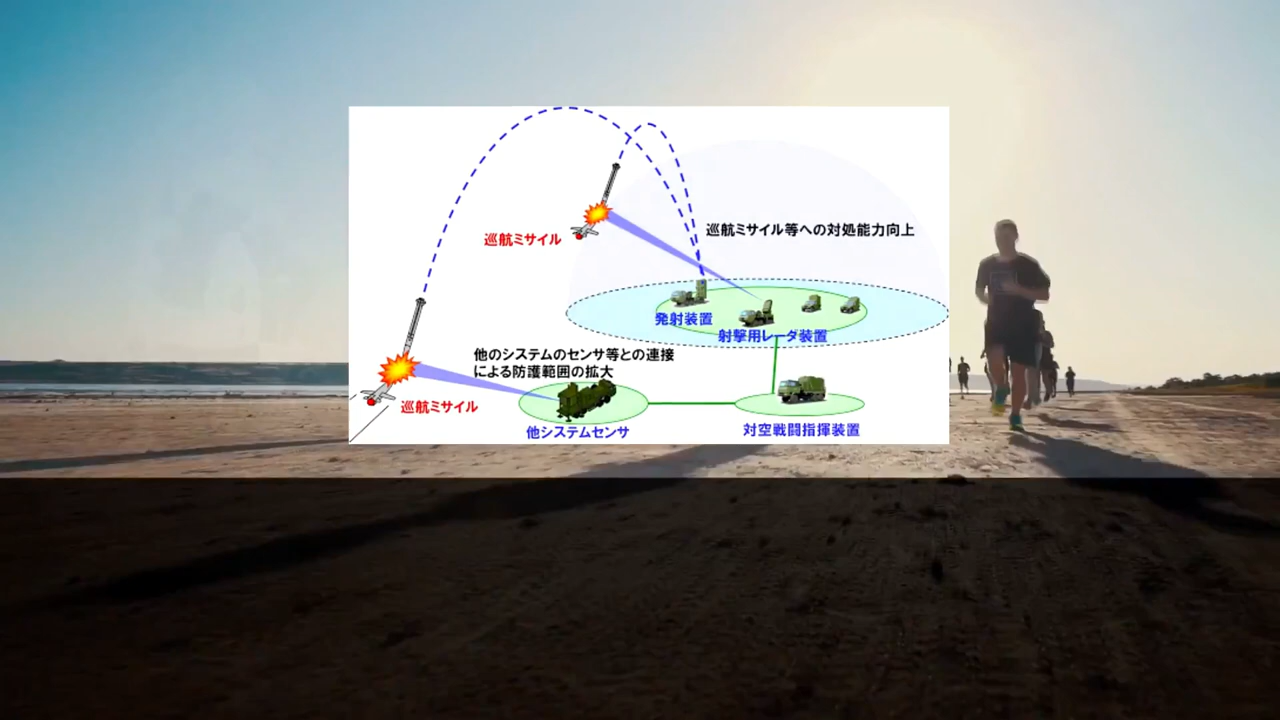 巡航ミサイル
巡航ミサイル等への対処能力向上
発射装置
射撃用レーダ装置
他のシステムのセンサ等との連接
による防護範囲の拡大
巡航ミサイル
他システムセンサ
対空戦闘指揮装置